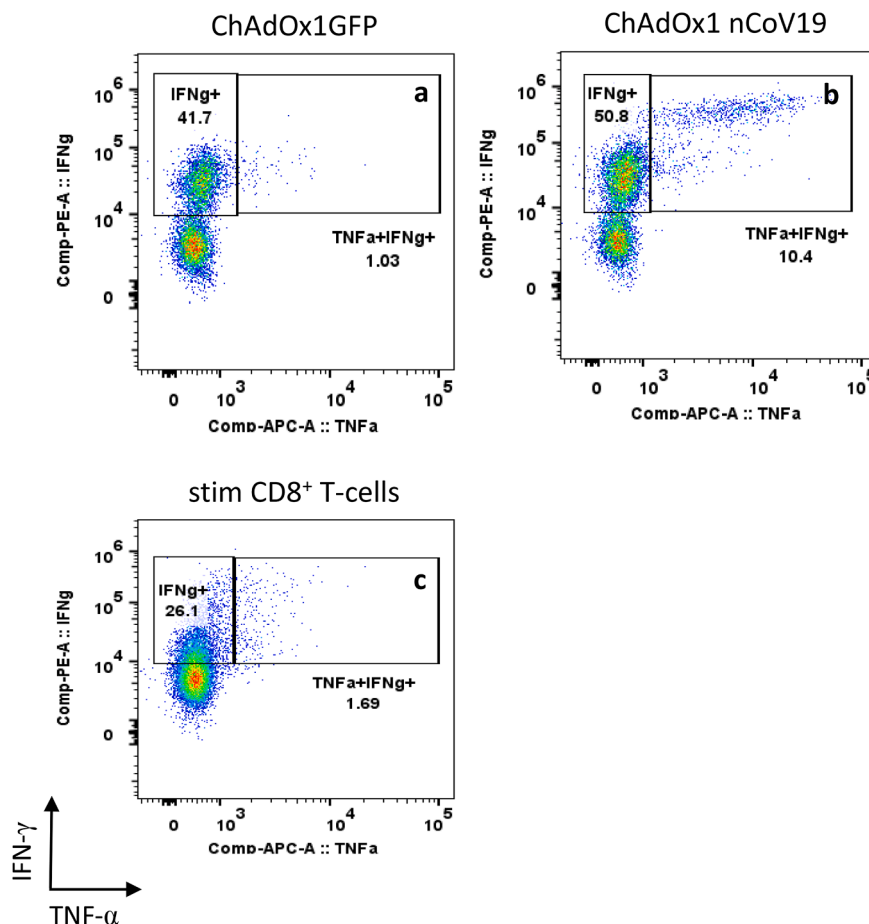 ChAdOx1GFP
IFNg+
41.7
a
TNFa+IFNg+
1.03
Comp-PE-A :: IFNg
10^6
10^5
10^4
0
0 10^3 10^4 10^5
Comp-APC-A :: TNFa
ChAdOx1 nCoV19
IFNg+
50.8
b
TNFa+IFNg+
10.4
Comp-PE-A :: IFNg
10^6
10^5
10^4
0
0 10^3 10^4 10^5
Comp-APC-A :: TNFa
stim CD8⁺ T-cells
IFNg+
26.1
c
TNFa+IFNg+
1.69
Comp-PE-A :: IFNg
10^6
10^5
10^4
0
0 10^3 10^4 10^5
Comp-APC-A :: TNFa
IFN-γ
TNF-α